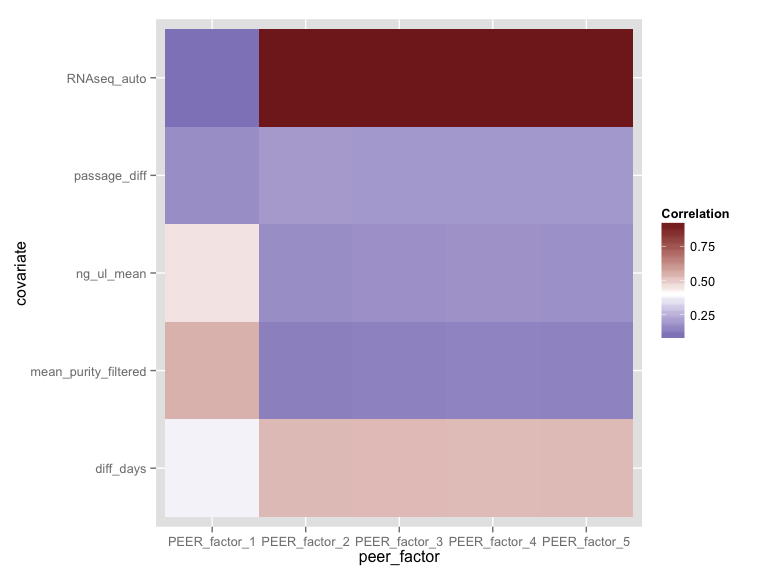 RNAseq_auto
passage_diff
ng_ul_mean
mean_purity_filtered
diff_days
covariate
PEER_factor_1 PEER_factor_2 PEER_factor_3 PEER_factor_4 PEER_factor_5
peer_factor
Correlation
0.75
0.50
0.25